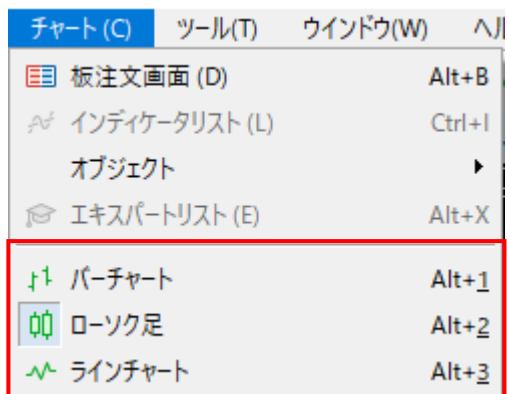 チャート (C) ツール(T) ウインドウ(W)
板注文画面 (D) Alt+B
インディケータリスト (L) Ctrl+I
オブジェクト
エキスパートリスト (E) Alt+X
バーチャート Alt+1
ローソク足 Alt+2
ラインチャート Alt+3